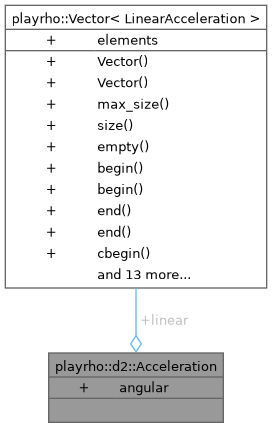 playrho::Vector< LinearAcceleration >
+ elements
+ Vector()
+ Vector()
+ max_size()
+ size()
+ empty()
+ begin()
+ begin()
+ end()
+ end()
+ cbegin()
and 13 more...
+linear
playrho::d2::Acceleration
+ angular